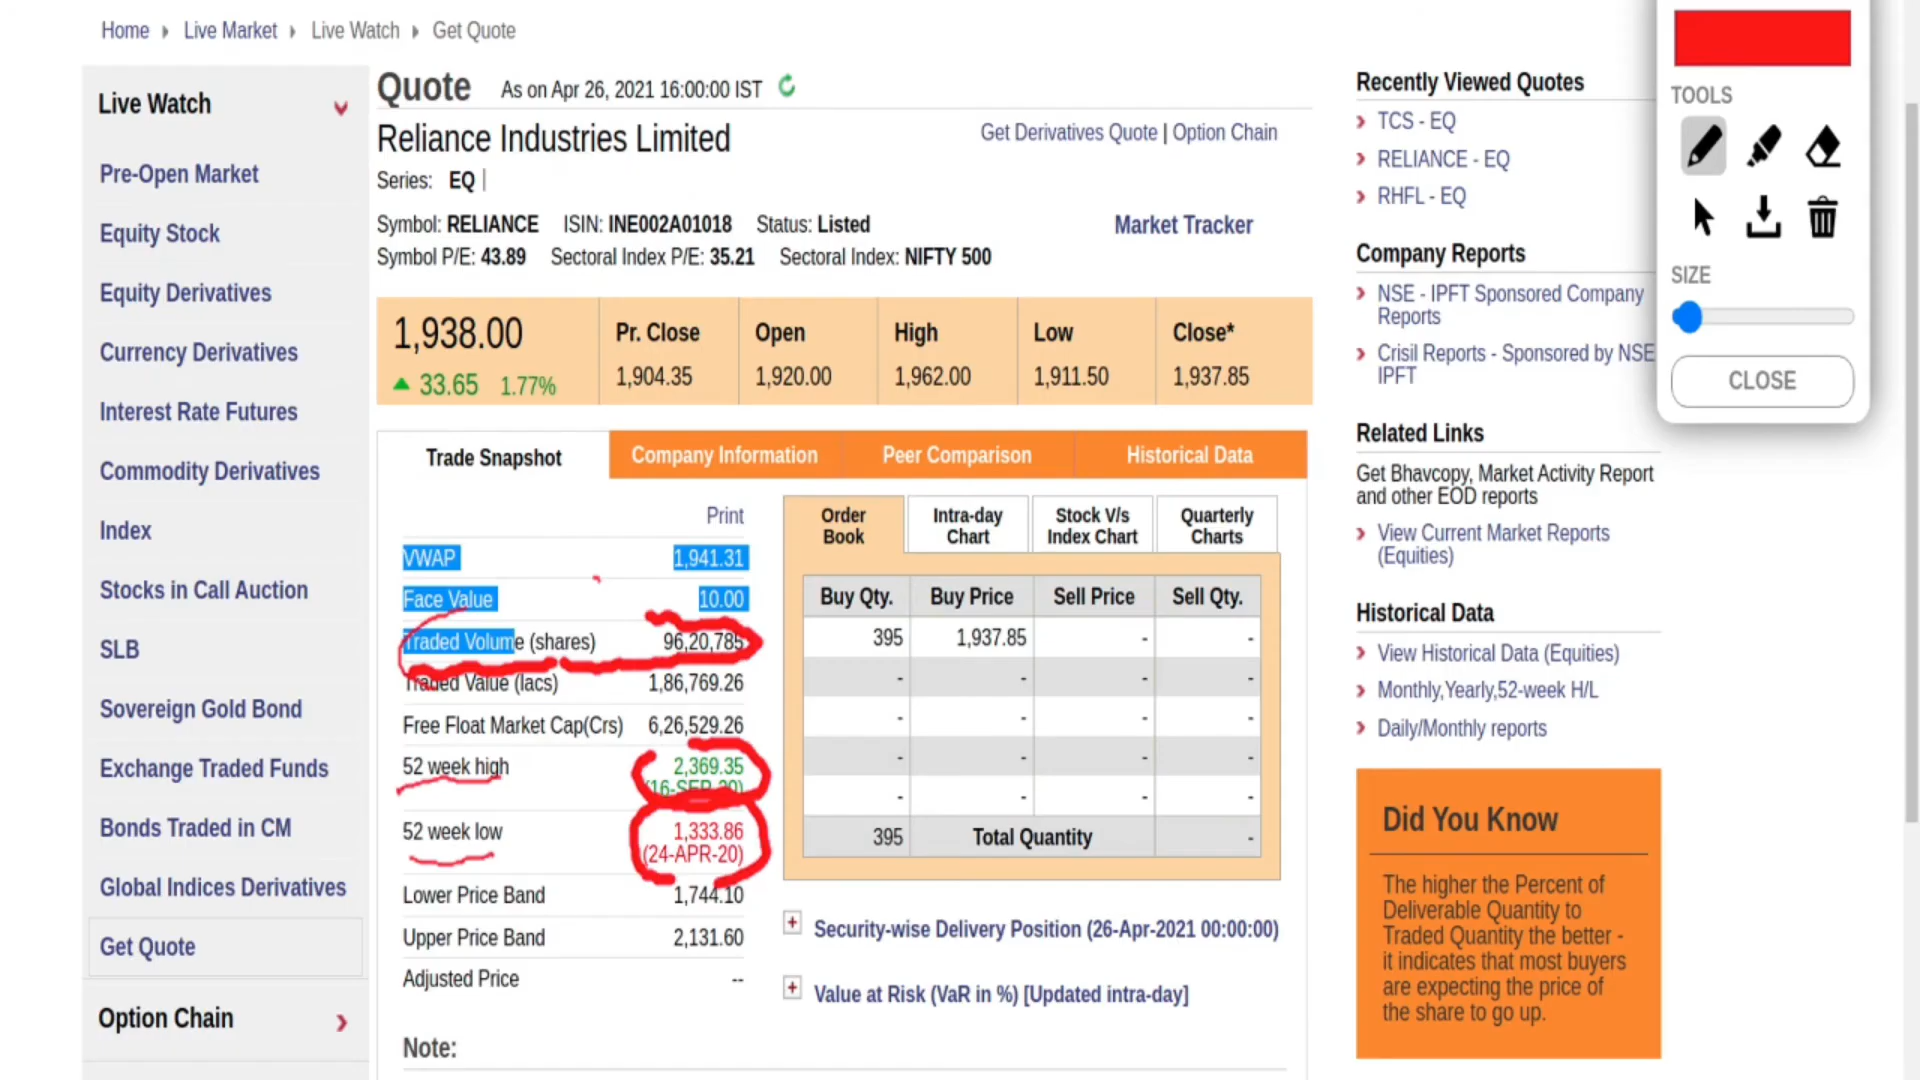 Home Live Market Live Watch Get Quote
Live Watch
Pre-Open Market
Equity Stock
Equity Derivatives
Currency Derivatives
Interest Rate Futures
Commodity Derivatives
Index
Stocks in Call Auction
SLB
Sovereign Gold Bond
Exchange Traded Funds
Bonds Traded in CM
Global Indices Derivatives
Get Quote
Option Chain
Quote As on Apr 26, 2021 16:00:00 IST
Reliance Industries Limited
Get Derivatives Quote | Option Chain
Series: EQ |
Symbol: RELIANCE ISIN: INE002A01018 Status: Listed
Market Tracker
Symbol P/E: 43.89 Sectoral Index P/E: 35.21 Sectoral Index: NIFTY 500
1,938.00 Pr. Close Open High Low Close*
33.65 1.77% 1,904.35 1,920.00 1,962.00 1,911.50 1,937.85
Trade Snapshot Company Information Peer Comparison Historical Data
Print
VWAP 1,941.31
Face Value 10.00
Traded Volume (shares) 96,20,785
Traded Value (lacs) 1,86,769.26
Free Float Market Cap(Crs) 6,26,529.26
52 week high 2,369.35
(16-SEP-20)
52 week low 1,333.86
(24-APR-20)
Lower Price Band 1,744.10
Upper Price Band 2,131.60
Adjusted Price --
Note:
Order Book
Intra-day Chart
Stock V/s Index Chart
Quarterly Charts
Buy Qty. Buy Price Sell Price Sell Qty.
395 1,937.85 - -
- - - -
- - - -
- - - -
- - - -
395 Total Quantity -
Security-wise Delivery Position (26-Apr-2021 00:00:00)
Value at Risk (VaR in %) [Updated intra-day]
Recently Viewed Quotes
TCS - EQ
RELIANCE - EQ
RHFL - EQ
Company Reports
NSE - IPFT Sponsored Company
Reports
Crisil Reports - Sponsored by NSE
IPFT
Related Links
Get Bhavcopy, Market Activity Report
and other EOD reports
View Current Market Reports
(Equities)
Historical Data
View Historical Data (Equities)
Monthly,Yearly,52-week H/L
Daily/Monthly reports
Did You Know
The higher the Percent of
Deliverable Quantity to
Traded Quantity the better -
it indicates that most buyers
are expecting the price of
the share to go up.
TOOLS
SIZE
CLOSE